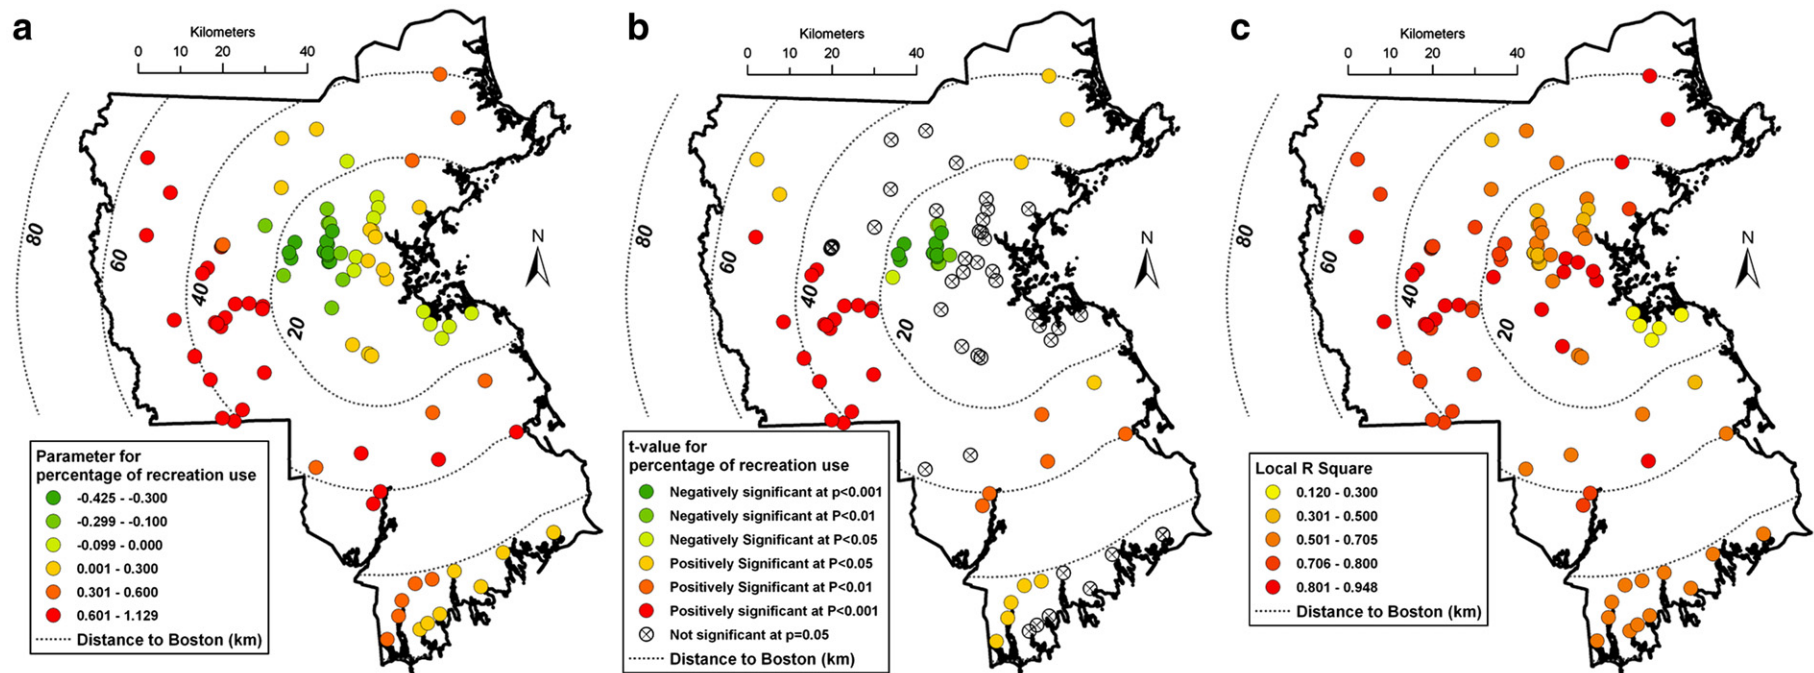 a
Kilometers
0 10 20 40
N
80
60
40
20
Parameter for
percentage of recreation use
-0.425 - -0.300
-0.299 - -0.100
-0.099 - 0.000
0.001 - 0.300
0.301 - 0.600
0.601 - 1.129
Distance to Boston (km)
b
Kilometers
0 10 20 40
N
80
60
40
20
t-value for
percentage of recreation use
Negatively significant at p<0.001
Negatively significant at P<0.01
Negatively Significant at P<0.05
Positively Significant at P<0.05
Positively Significant at P<0.01
Positively significant at P<0.001
Not significant at p=0.05
Distance to Boston (km)
c
Kilometers
0 10 20 40
N
80
60
40
20
Local R Square
0.120 - 0.300
0.301 - 0.500
0.501 - 0.705
0.706 - 0.800
0.801 - 0.948
Distance to Boston (km)